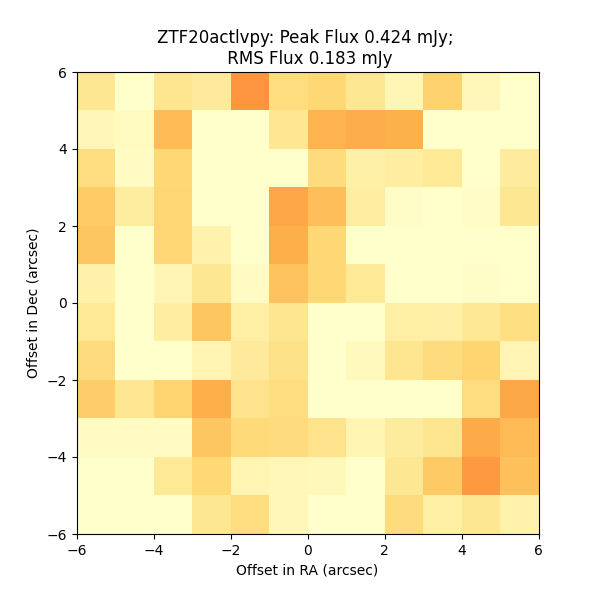 ZTF20actlvpy: Peak Flux 0.424 mJy;
RMS Flux 0.183 mJy
6
4
2
0
−2
−4
−6
Offset in Dec (arcsec)
−6 −4 −2 0 2 4 6
Offset in RA (arcsec)